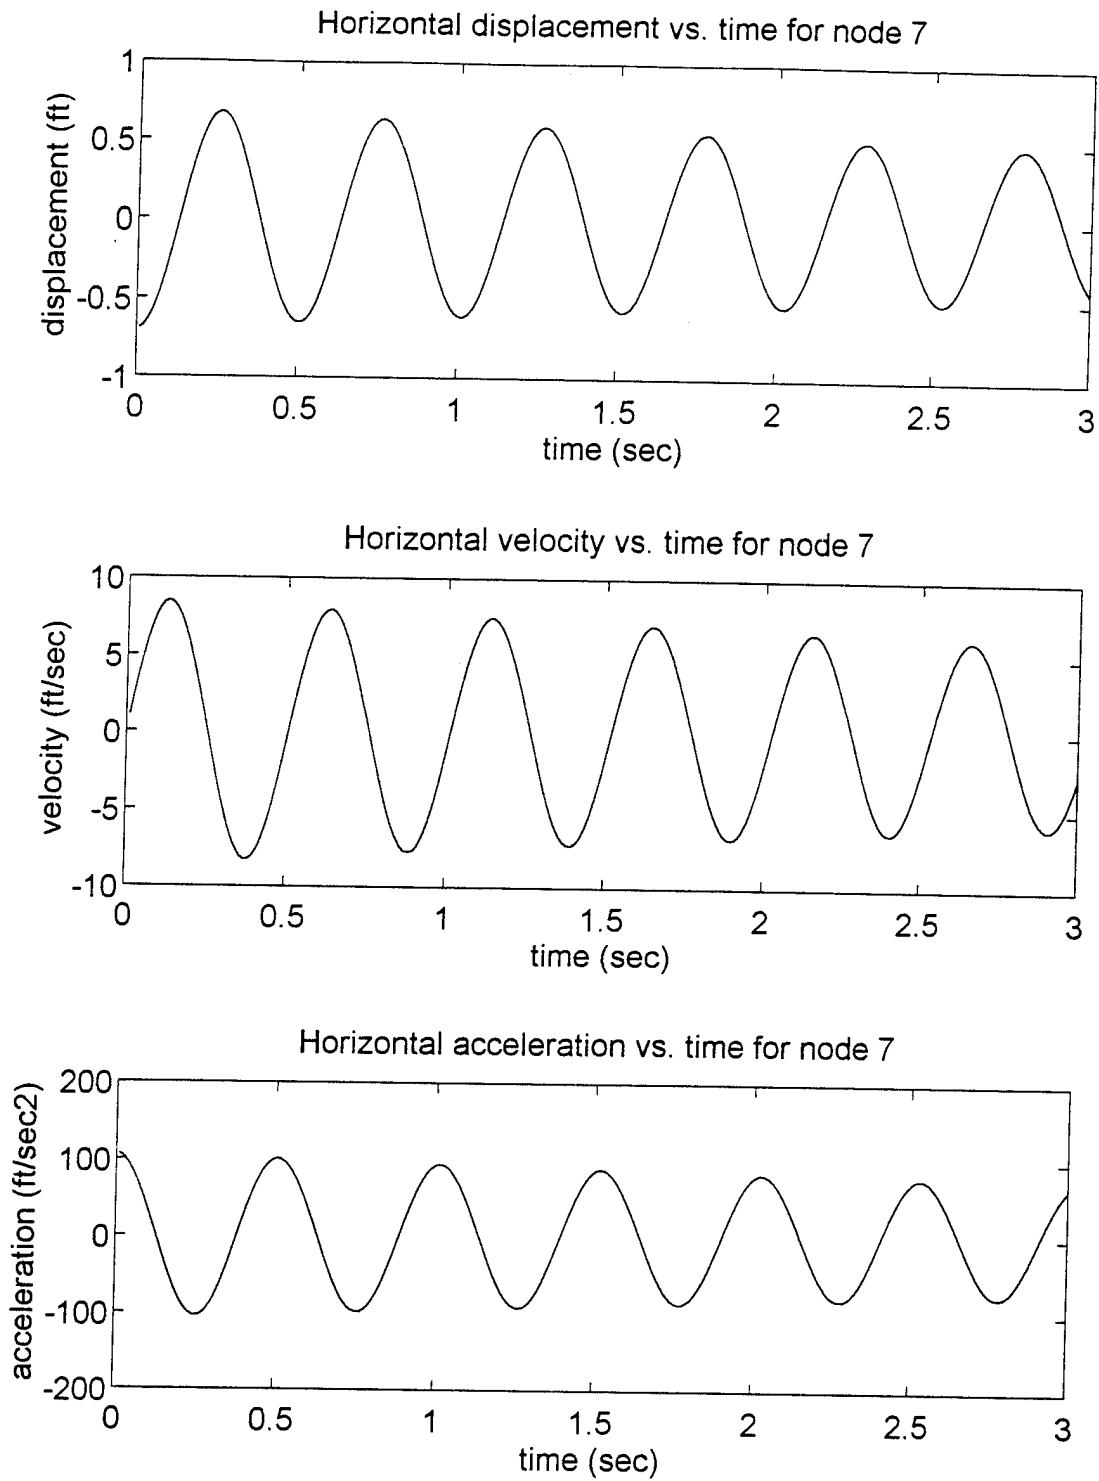 Horizontal displacement vs. time for node 7
1
0.5
0
-0.5
-1
displacement (ft)
0 0.5 1 1.5 2 2.5 3
time (sec)
Horizontal velocity vs. time for node 7
10
5
0
-5
-10
velocity (ft/sec)
0 0.5 1 1.5 2 2.5 3
time (sec)
Horizontal acceleration vs. time for node 7
200
100
0
-100
-200
acceleration (ft/sec2)
0 0.5 1 1.5 2 2.5 3
time (sec)